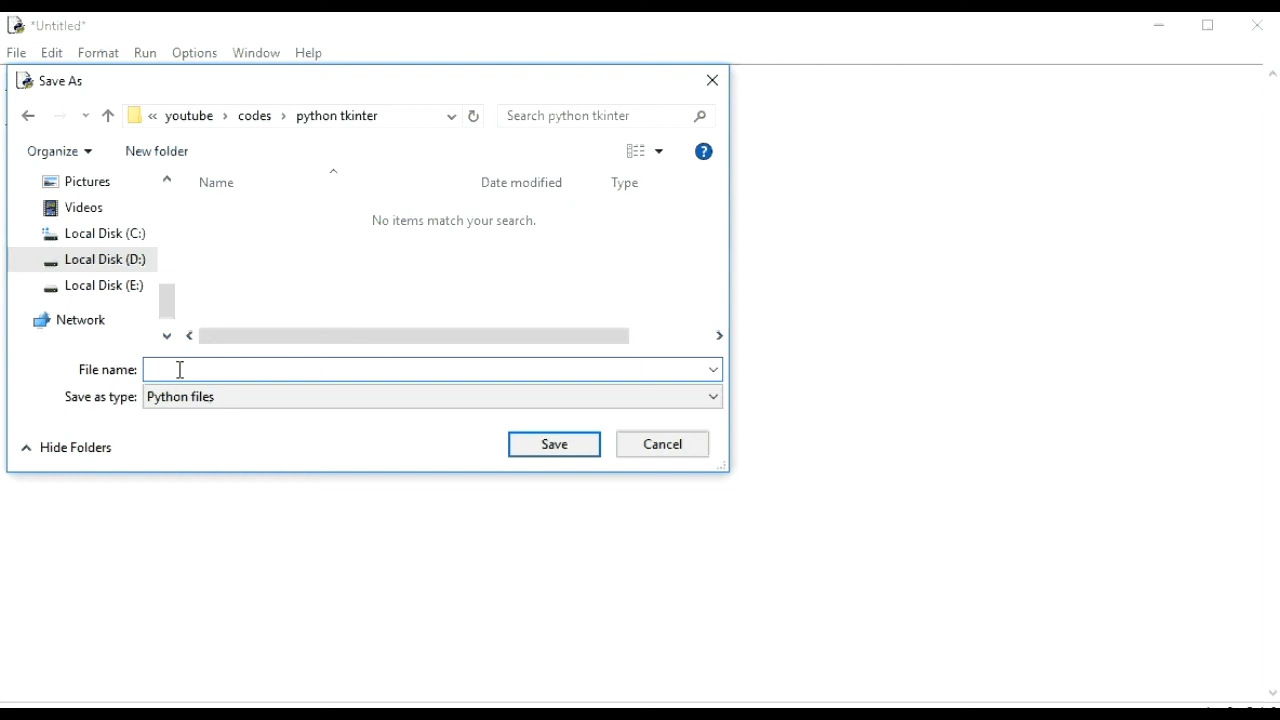 *Untitled*
File Edit Format Run Options Window Help
Save As
« youtube › codes › python tkinter
Search python tkinter
Organize New folder
Name Date modified Type
No items match your search.
Pictures
Videos
Local Disk (C:)
Local Disk (D:)
Local Disk (E:)
Network
File name:
Save as type: Python files
Hide Folders
Save Cancel